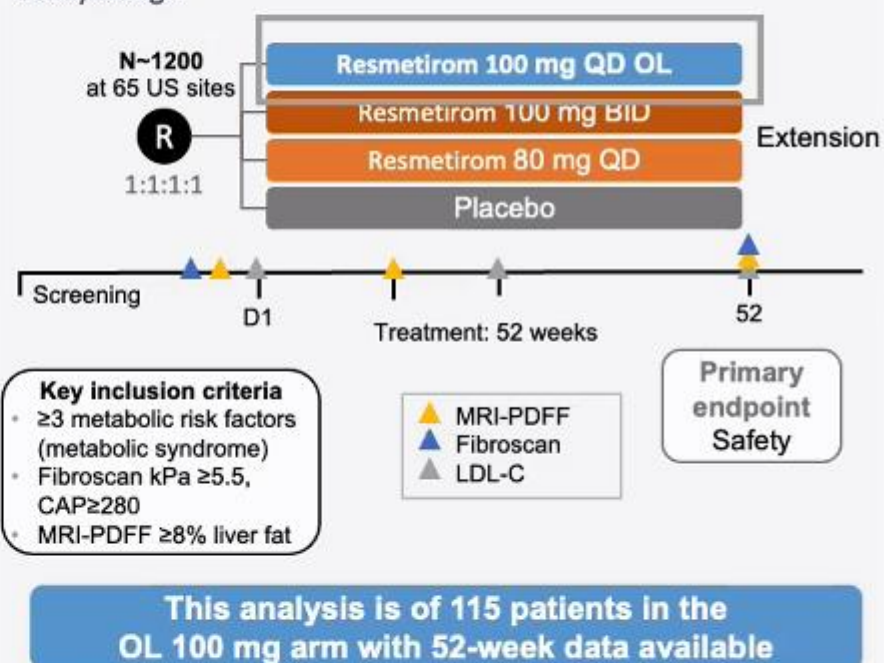 N~1200
at 65 US sites
R
1:1:1:1
Resmetirom 100 mg QD OL
Resmetirom 100 mg BID
Resmetirom 80 mg QD
Placebo
Extension
Screening
D1
Treatment: 52 weeks
52
Key inclusion criteria
• ≥3 metabolic risk factors
(metabolic syndrome)
• Fibroscan kPa ≥5.5,
CAP≥280
• MRI-PDFF ≥8% liver fat
MRI-PDFF
Fibroscan
LDL-C
Primary
endpoint
Safety
This analysis is of 115 patients in the
OL 100 mg arm with 52-week data available